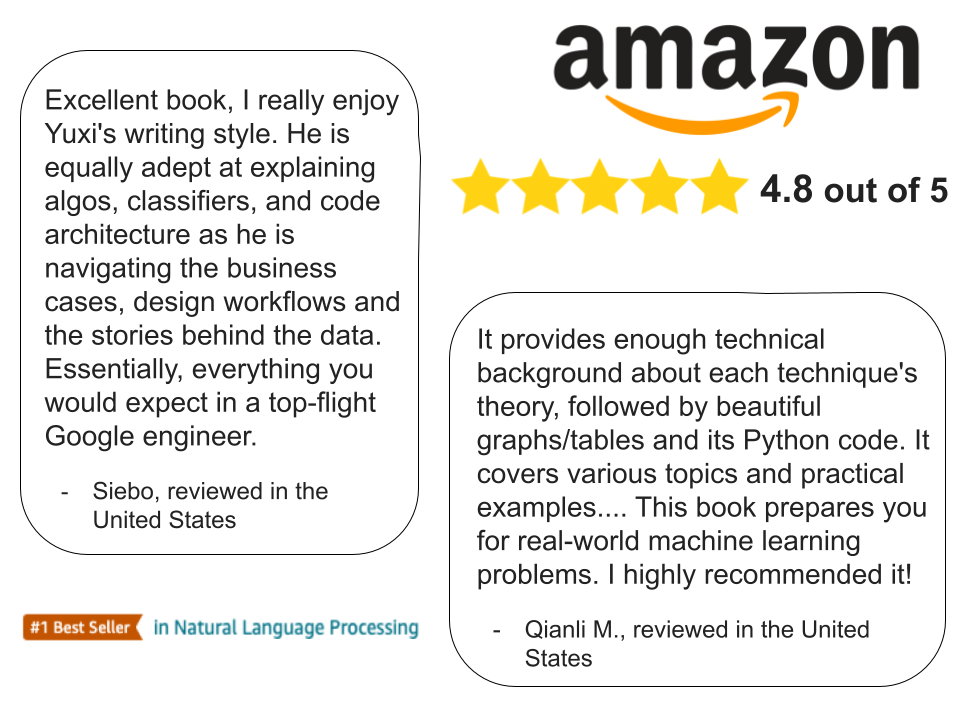 amazon
4.8 out of 5
Excellent book, I really enjoy
Yuxi's writing style. He is
equally adept at explaining
algos, classifiers, and code
architecture as he is
navigating the business
cases, design workflows and
the stories behind the data.
Essentially, everything you
would expect in a top-flight
Google engineer.
- Siebo, reviewed in the
United States
It provides enough technical
background about each technique's
theory, followed by beautiful
graphs/tables and its Python code. It
covers various topics and practical
examples.... This book prepares you
for real-world machine learning
problems. I highly recommended it!
- Qianli M., reviewed in the United
States
#1 Best Seller in Natural Language Processing